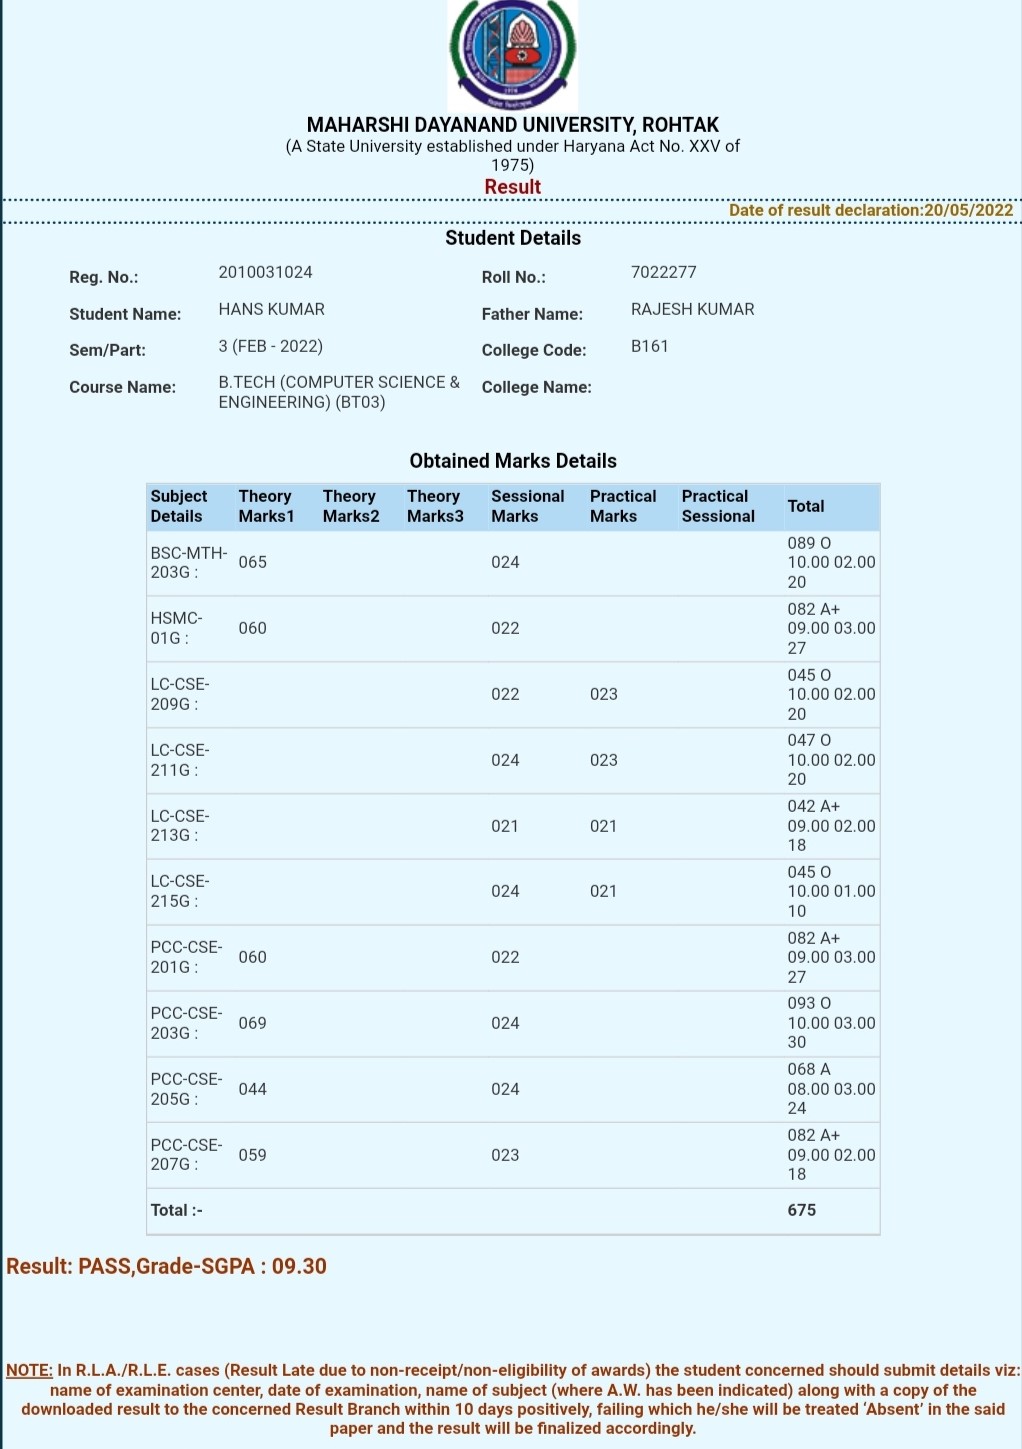 MAHARSHI DAYANAND UNIVERSITY, ROHTAK
(A State University established under Haryana Act No. XXV of
1975)
Result
Date of result declaration:20/05/2022
Student Details
Reg. No.: 2010031024 Roll No.: 7022277
Student Name: HANS KUMAR Father Name: RAJESH KUMAR
Sem/Part: 3 (FEB - 2022) College Code: B161
Course Name: B.TECH (COMPUTER SCIENCE & College Name:
ENGINEERING) (BT03)
Obtained Marks Details
Subject Theory Theory Theory Sessional Practical Practical Total
Details Marks1 Marks2 Marks3 Marks Marks Sessional
BSC-MTH- 065 024 089 O
203G : 10.00 02.00
20
HSMC- 060 022 082 A+
01G : 09.00 03.00
27
LC-CSE- 022 023 045 O
209G : 10.00 02.00
20
LC-CSE- 024 023 047 O
211G : 10.00 02.00
20
LC-CSE- 021 021 042 A+
213G : 09.00 02.00
18
LC-CSE- 024 021 045 O
215G : 10.00 01.00
10
PCC-CSE- 060 022 082 A+
201G : 09.00 03.00
27
PCC-CSE- 069 024 093 O
203G : 10.00 03.00
30
PCC-CSE- 044 024 068 A
205G : 08.00 03.00
24
PCC-CSE- 059 023 082 A+
207G : 09.00 02.00
18
Total :- 675
Result: PASS,Grade-SGPA : 09.30
NOTE: In R.L.A./R.L.E. cases (Result Late due to non-receipt/non-eligibility of awards) the student concerned should submit details viz:
name of examination center, date of examination, name of subject (where A.W. has been indicated) along with a copy of the
downloaded result to the concerned Result Branch within 10 days positively, failing which he/she will be treated ‘Absent’ in the said
paper and the result will be finalized accordingly.